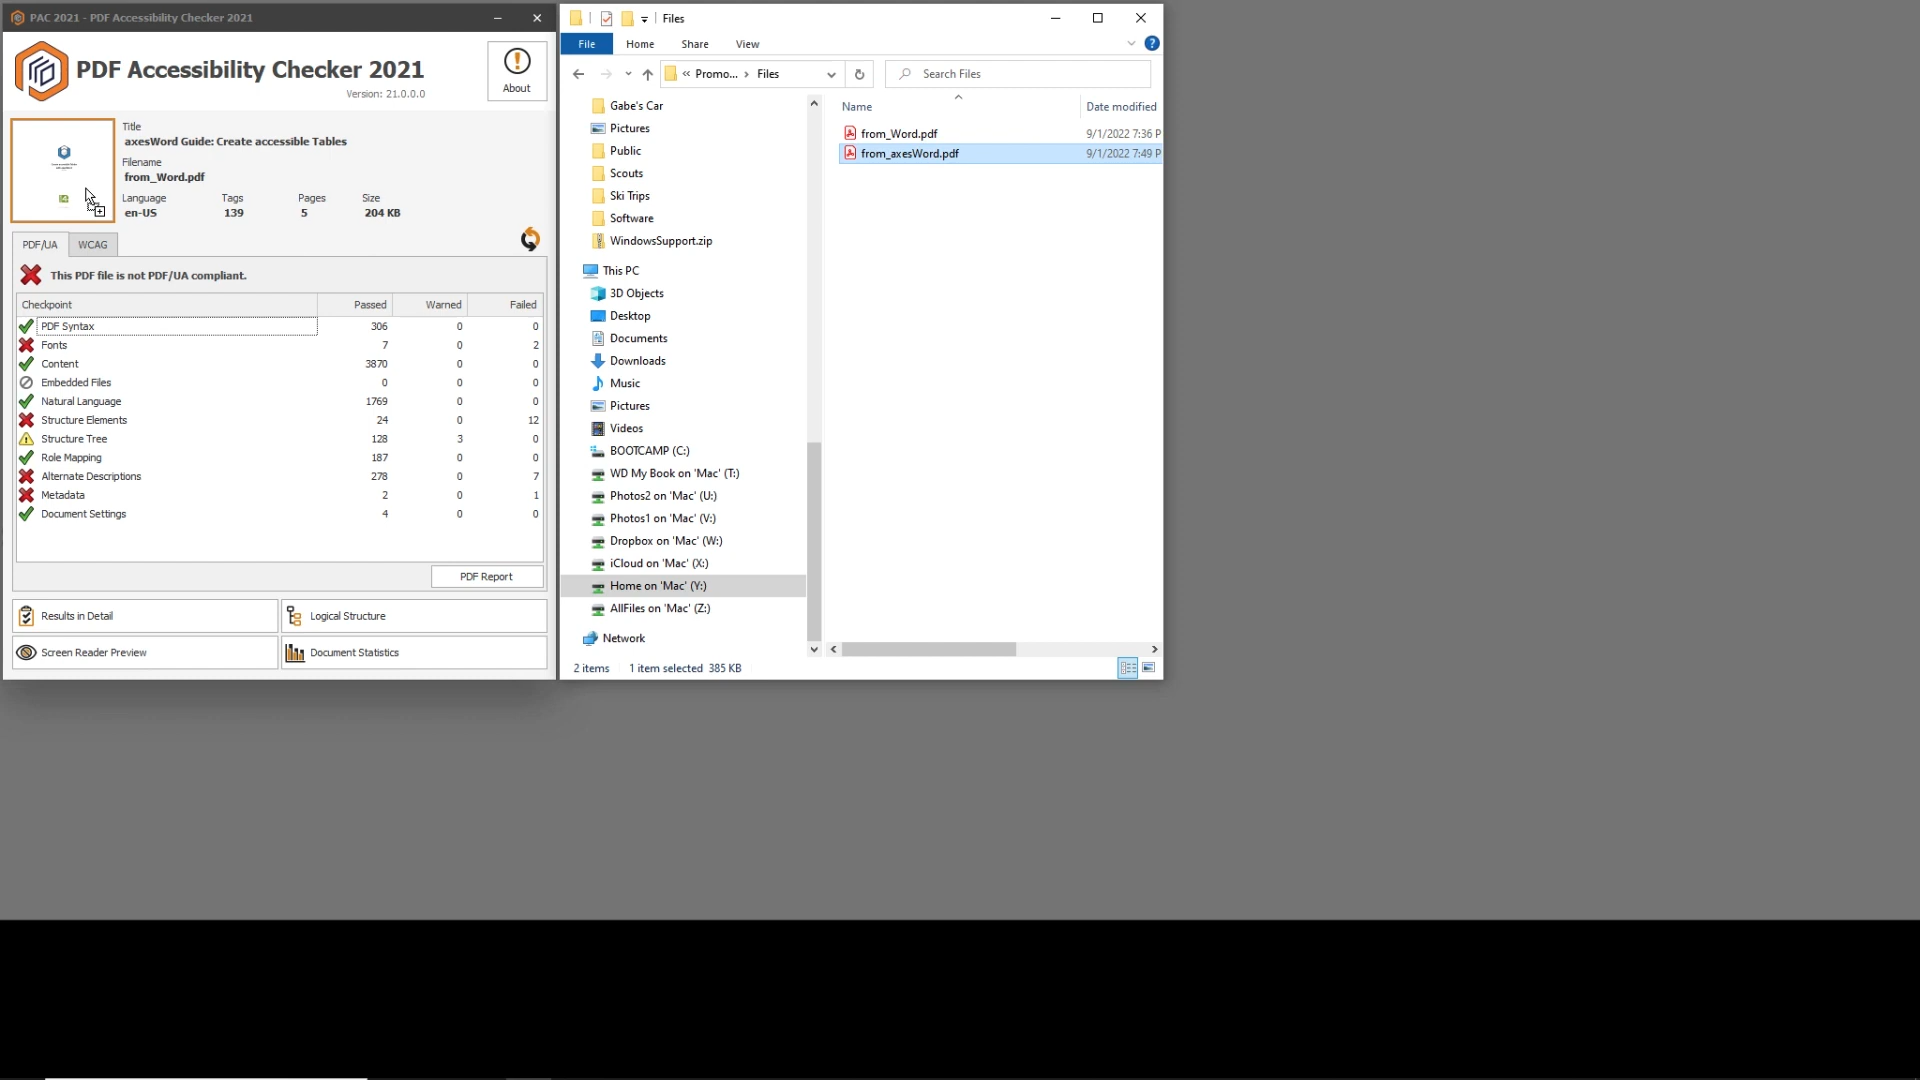 PAC 2021 - PDF Accessibility Checker 2021
PDF Accessibility Checker 2021
Version: 21.0.0.0
About
Title
axesWord Guide: Create accessible Tables
Filename
from_Word.pdf
Language Tags Pages Size
en-US 139 5 204 KB
PDF/UA WCAG
This PDF file is not PDF/UA compliant.
Checkpoint Passed Warned Failed
PDF Syntax 306 0 0
Fonts 7 0 2
Content 3870 0 0
Embedded Files 0 0 0
Natural Language 1769 0 0
Structure Elements 24 0 12
Structure Tree 128 3 0
Role Mapping 187 0 0
Alternate Descriptions 278 0 7
Metadata 2 0 1
Document Settings 4 0 0
PDF Report
Results in Detail Logical Structure
Screen Reader Preview Document Statistics
Files
File Home Share View
« Promo... › Files Search Files
Gabe's Car
Pictures
Public
Scouts
Ski Trips
Software
WindowsSupport.zip
This PC
3D Objects
Desktop
Documents
Downloads
Music
Pictures
Videos
BOOTCAMP (C:)
WD My Book on 'Mac' (T:)
Photos2 on 'Mac' (U:)
Photos1 on 'Mac' (V:)
Dropbox on 'Mac' (W:)
iCloud on 'Mac' (X:)
Home on 'Mac' (Y:)
AllFiles on 'Mac' (Z:)
Network
Name Date modified
from_Word.pdf 9/1/2022 7:36 P
from_axesWord.pdf 9/1/2022 7:49 P
2 items 1 item selected 385 KB